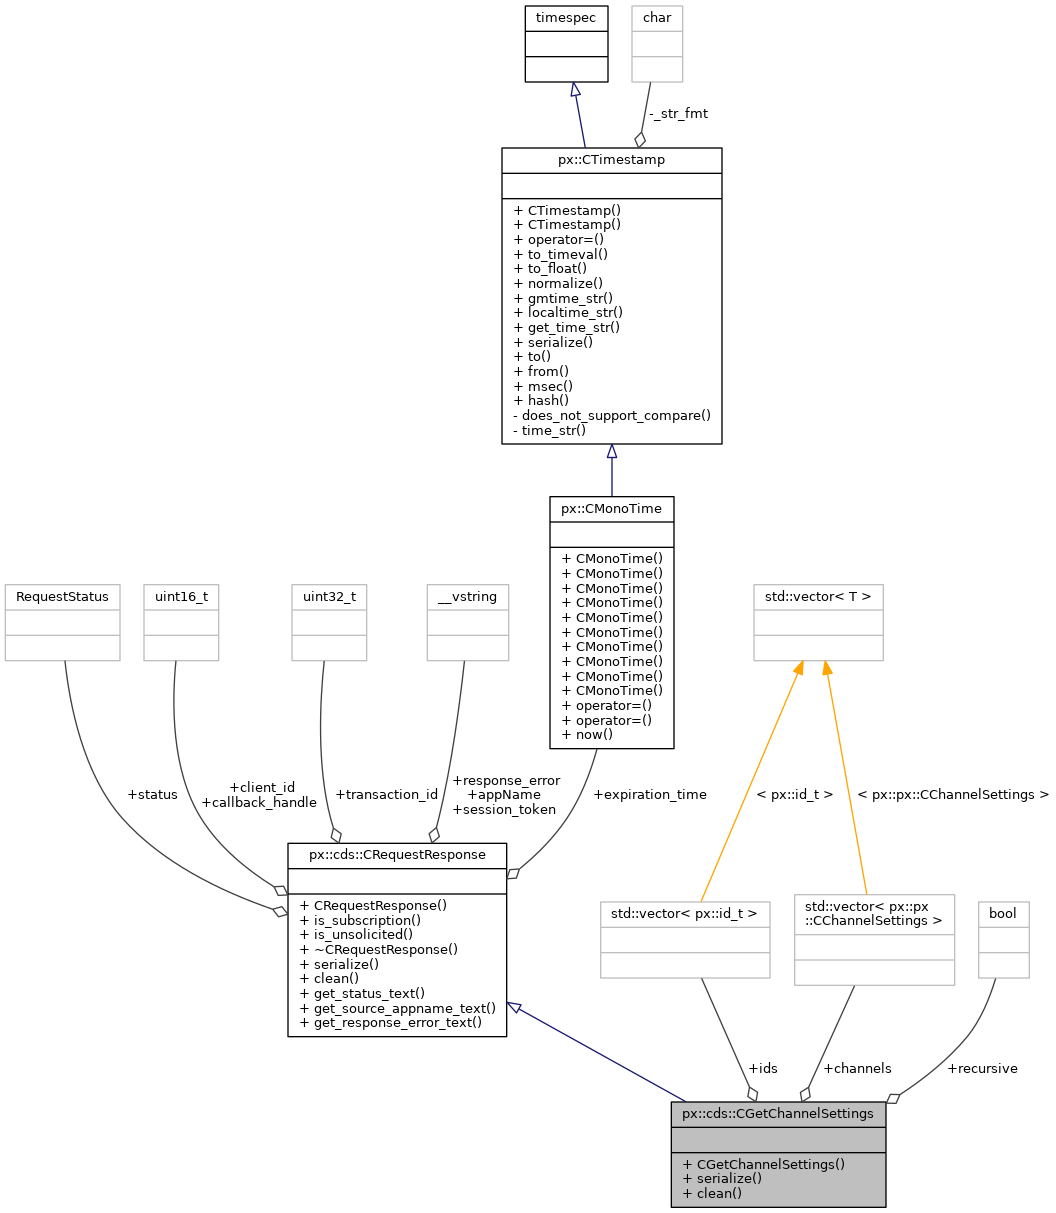 timespec
char
-_str_fmt
px::CTimestamp
+ CTimestamp()
+ CTimestamp()
+ operator=()
+ to_timeval()
+ to_float()
+ normalize()
+ gmtime_str()
+ localtime_str()
+ get_time_str()
+ serialize()
+ to()
+ from()
+ msec()
+ hash()
- does_not_support_compare()
- time_str()
px::CMonoTime
+ CMonoTime()
+ CMonoTime()
+ CMonoTime()
+ CMonoTime()
+ CMonoTime()
+ CMonoTime()
+ CMonoTime()
+ CMonoTime()
+ CMonoTime()
+ CMonoTime()
+ operator=()
+ operator=()
+ now()
RequestStatus
uint16_t
uint32_t
__vstring
std::vector< T >
+status
+client_id
+callback_handle
+transaction_id
+response_error
+appName
+session_token
+expiration_time
< px::id_t >
< px::px::CChannelSettings >
px::cds::CRequestResponse
+ CRequestResponse()
+ is_subscription()
+ is_unsolicited()
+ ~CRequestResponse()
+ serialize()
+ clean()
+ get_status_text()
+ get_source_appname_text()
+ get_response_error_text()
std::vector< px::id_t >
std::vector< px::px
::CChannelSettings >
bool
+ids
+channels
+recursive
px::cds::CGetChannelSettings
+ CGetChannelSettings()
+ serialize()
+ clean()